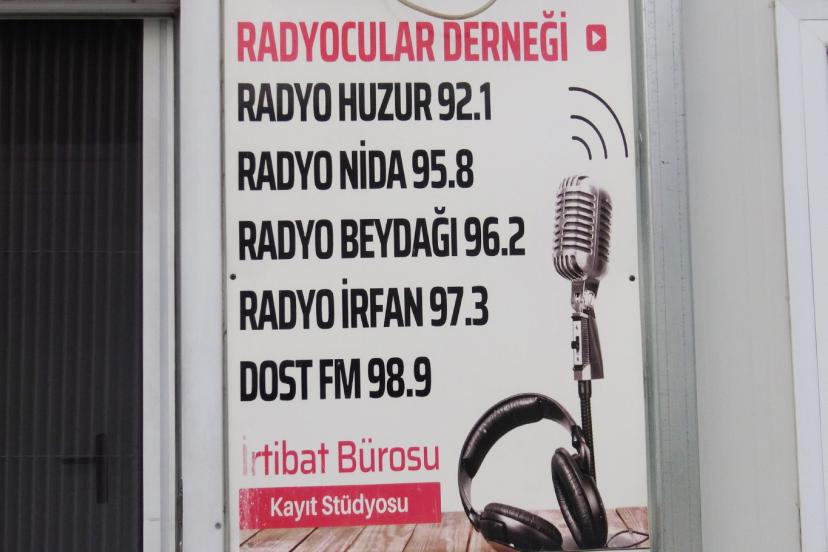 RADYOCULAR DERNEĞİ
RADYO HUZUR 92.1
RADYO NİDA 95.8
RADYO BEYDAĞI 96.2
RADYO İRFAN 97.3
DOST FM 98.9
İrtibat Bürosu
Kayıt Stüdyosu